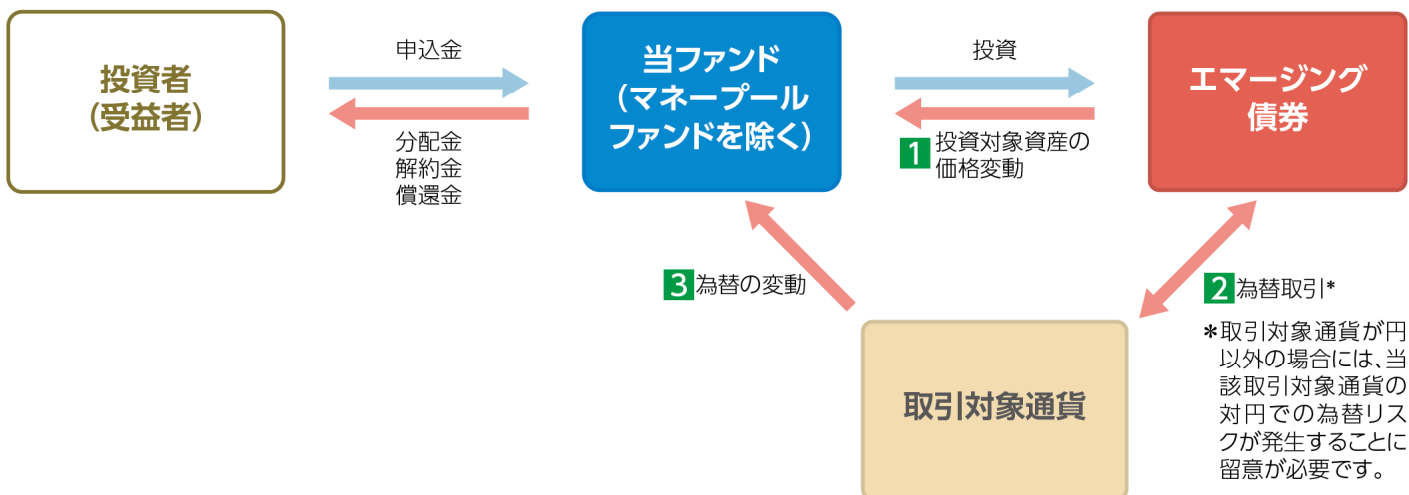 投資者
(受益者)
申込金
分配金
解約金
償還金
当ファンド
(マネープール
ファンドを除く)
投資
1 投資対象資産の
価格変動
エマージング
債券
3 為替の変動
2 為替取引*
取引対象通貨
*取引対象通貨が円
以外の場合には、当
該取引対象通貨の
対円での為替リス
クが発生することに
留意が必要です。